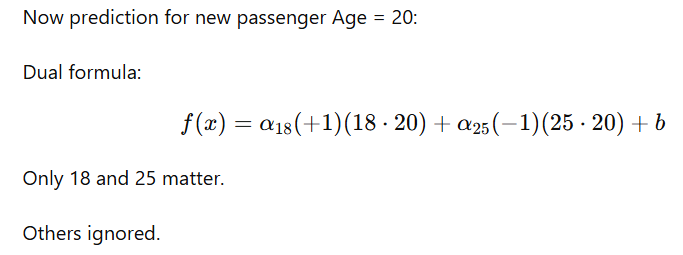 Now prediction for new passenger Age = 20:
Dual formula:
f(x) = α₁₈(+1)(18 · 20) + α₂₅(−1)(25 · 20) + b
Only 18 and 25 matter.
Others ignored.